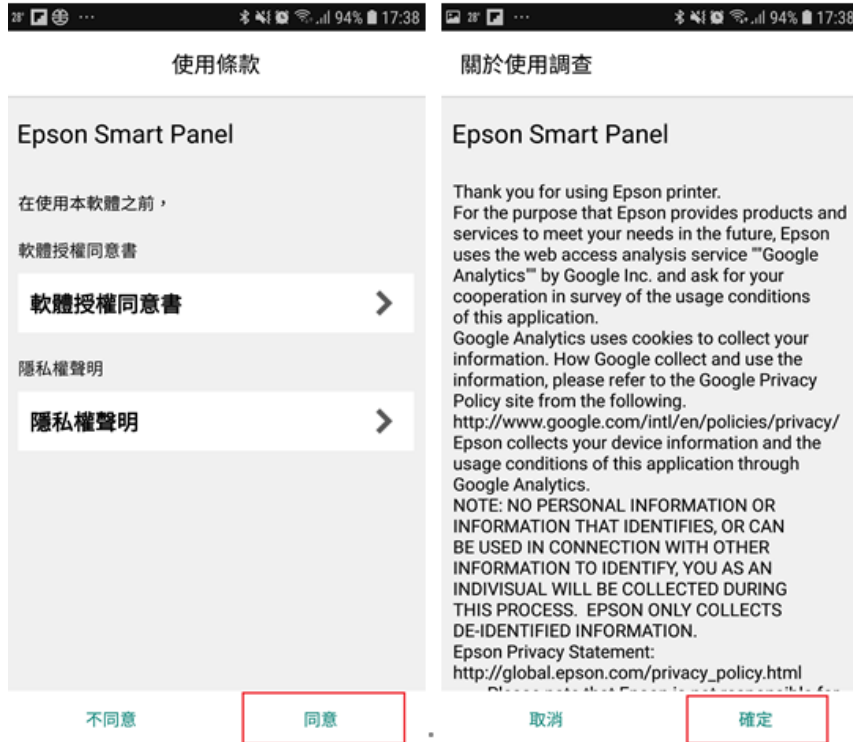 28° 94% 17:38
使用條款
Epson Smart Panel
在使用本軟體之前，
軟體授權同意書
軟體授權同意書
隱私權聲明
隱私權聲明
不同意 同意
28° 94% 17:38
關於使用調查
Epson Smart Panel
Thank you for using Epson printer.
For the purpose that Epson provides products and
services to meet your needs in the future, Epson
uses the web access analysis service ""Google
Analytics"" by Google Inc. and ask for your
cooperation in survey of the usage conditions
of this application.
Google Analytics uses cookies to collect your
information. How Google collect and use the
information, please refer to the Google Privacy
Policy site from the following.
http://www.google.com/intl/en/policies/privacy/
Epson collects your device information and the
usage conditions of this application through
Google Analytics.
NOTE: NO PERSONAL INFORMATION OR
INFORMATION THAT IDENTIFIES, OR CAN
BE USED IN CONNECTION WITH OTHER
INFORMATION TO IDENTIFY, YOU AS AN
INDIVISUAL WILL BE COLLECTED DURING
THIS PROCESS.  EPSON ONLY COLLECTS
DE-IDENTIFIED INFORMATION.
Epson Privacy Statement:
http://global.epson.com/privacy_policy.html
Please note that Epson is not responsible for
取消 確定